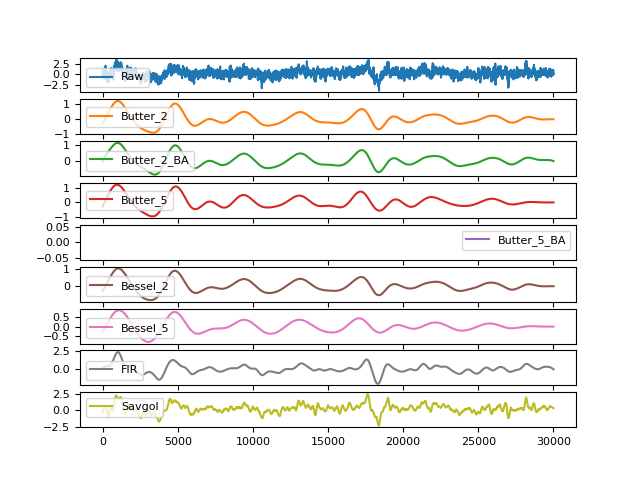 2.5
0.0
−2.5
Raw
1
0
−1
Butter_2
1
0
Butter_2_BA
1
0
−1
Butter_5
0.05
0.00
−0.05
Butter_5_BA
1
0
Bessel_2
0.5
0.0
−0.5
Bessel_5
2.5
0.0
FIR
2.5
0.0
−2.5
Savgol
0 5000 10000 15000 20000 25000 30000